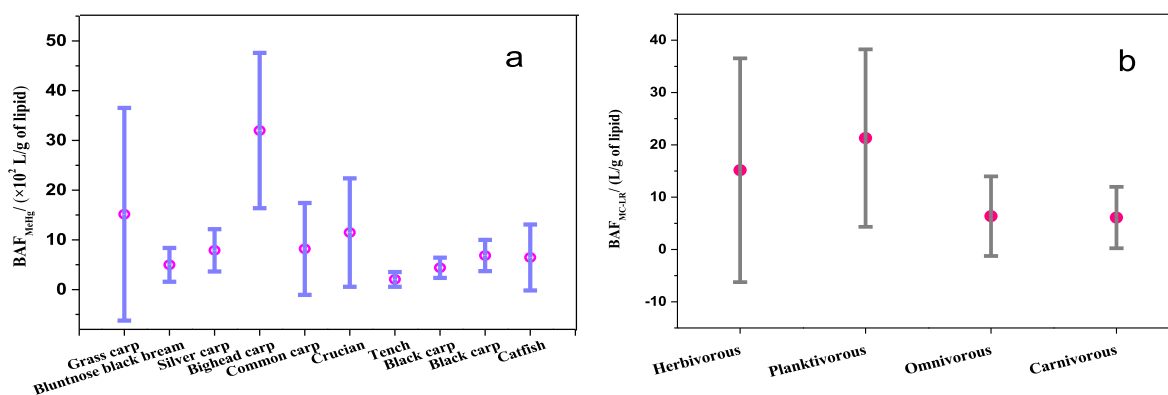 a
50
40
30
20
10
0
BAF_MeHg / (×10² L/g of lipid)
Grass carp
Bluntnose black bream
Silver carp
Bighead carp
Common carp
Crucian
Tench
Black carp
Black carp
Catfish
b
40
30
20
10
0
-10
BAF_MC-LR / (L/g of lipid)
Herbivorous
Planktivorous
Omnivorous
Carnivorous